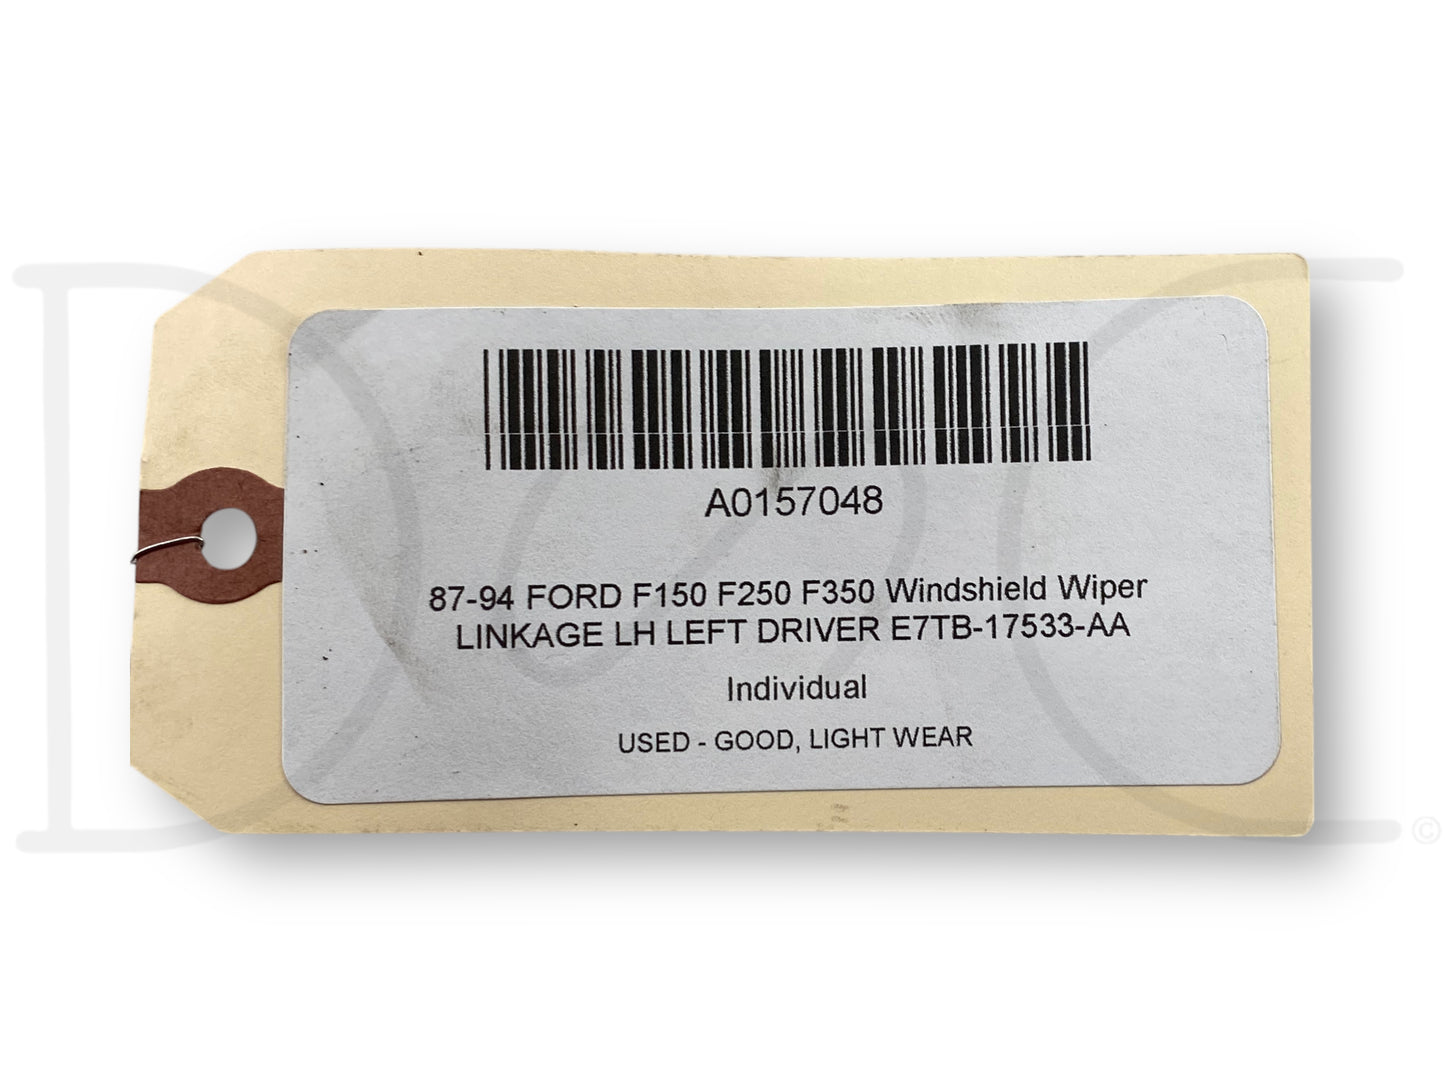 A0157048
87-94 FORD F150 F250 F350 Windshield Wiper
LINKAGE LH LEFT DRIVER E7TB-17533-AA
Individual
USED - GOOD, LIGHT WEAR
©